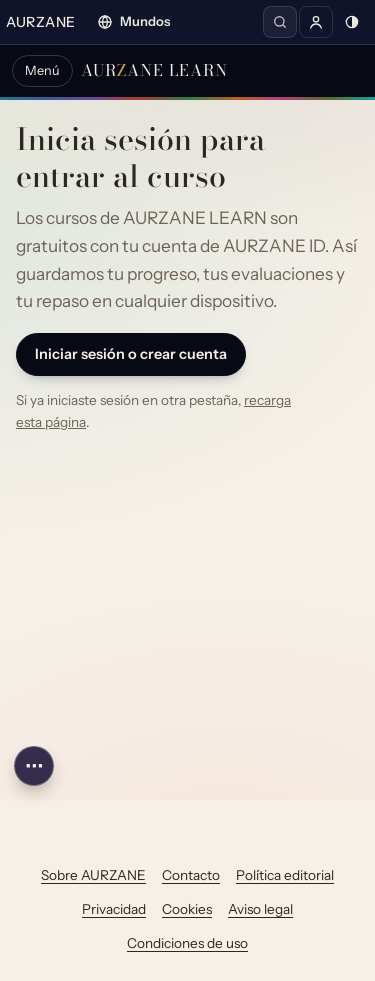 AURZANE
Mundos
Menú
AURZANE LEARN
Inicia sesión para
entrar al curso
Los cursos de AURZANE LEARN son
gratuitos con tu cuenta de AURZANE ID. Así
guardamos tu progreso, tus evaluaciones y
tu repaso en cualquier dispositivo.
Iniciar sesión o crear cuenta
Si ya iniciaste sesión en otra pestaña, recarga
esta página.
Sobre AURZANE Contacto Política editorial
Privacidad Cookies Aviso legal
Condiciones de uso